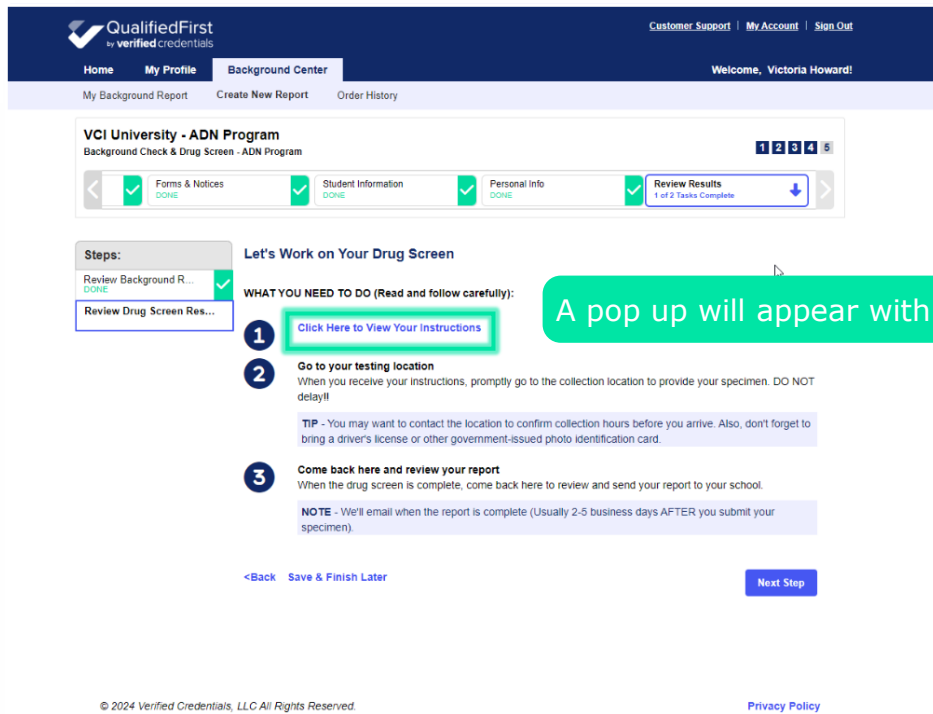 QualifiedFirst
by verified credentials
Customer Support | My Account | Sign Out
Home My Profile Background Center
Welcome, Victoria Howard!
My Background Report Create New Report Order History
VCI University - ADN Program
Background Check & Drug Screen - ADN Program
1 2 3 4 5
Forms & Notices
DONE
Student Information
DONE
Personal Info
DONE
Review Results
1 of 2 Tasks Complete
Steps:
Review Background R...
DONE
Review Drug Screen Res...
Let's Work on Your Drug Screen
WHAT YOU NEED TO DO (Read and follow carefully):
A pop up will appear with
1
Click Here to View Your Instructions
2
Go to your testing location
When you receive your instructions, promptly go to the collection location to provide your specimen. DO NOT
delay!!
TIP - You may want to contact the location to confirm collection hours before you arrive. Also, don't forget to
bring a driver's license or other government-issued photo identification card.
3
Come back here and review your report
When the drug screen is complete, come back here to review and send your report to your school.
NOTE - We'll email when the report is complete (Usually 2-5 business days AFTER you submit your
specimen).
<Back Save & Finish Later
Next Step
© 2024 Verified Credentials, LLC All Rights Reserved.
Privacy Policy